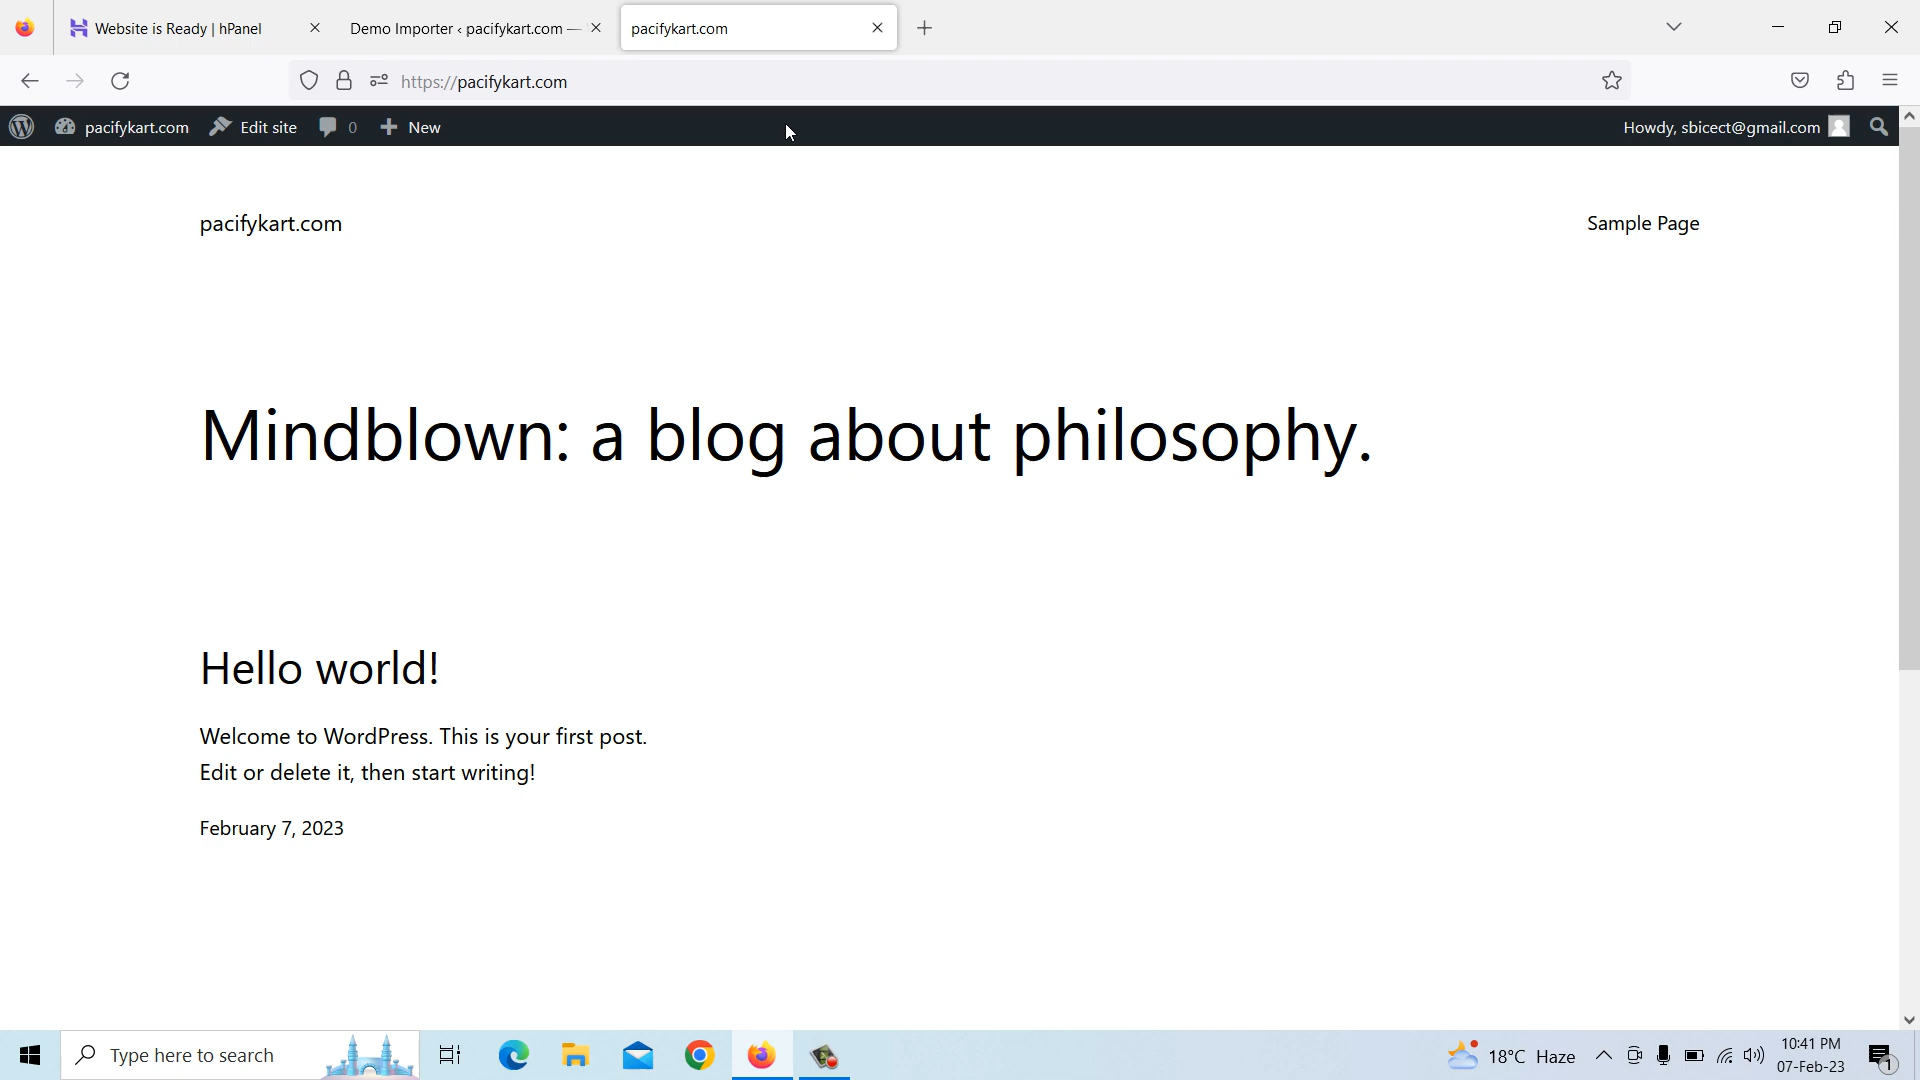 Website is Ready | hPanel
Demo Importer ‹ pacifykart.com —
pacifykart.com
https://pacifykart.com
pacifykart.com
Edit site
0
New
Howdy, sbicect@gmail.com
pacifykart.com
Sample Page
Mindblown: a blog about philosophy.
Hello world!
Welcome to WordPress. This is your first post.
Edit or delete it, then start writing!
February 7, 2023
Type here to search
18°C Haze
10:41 PM
07-Feb-23
1